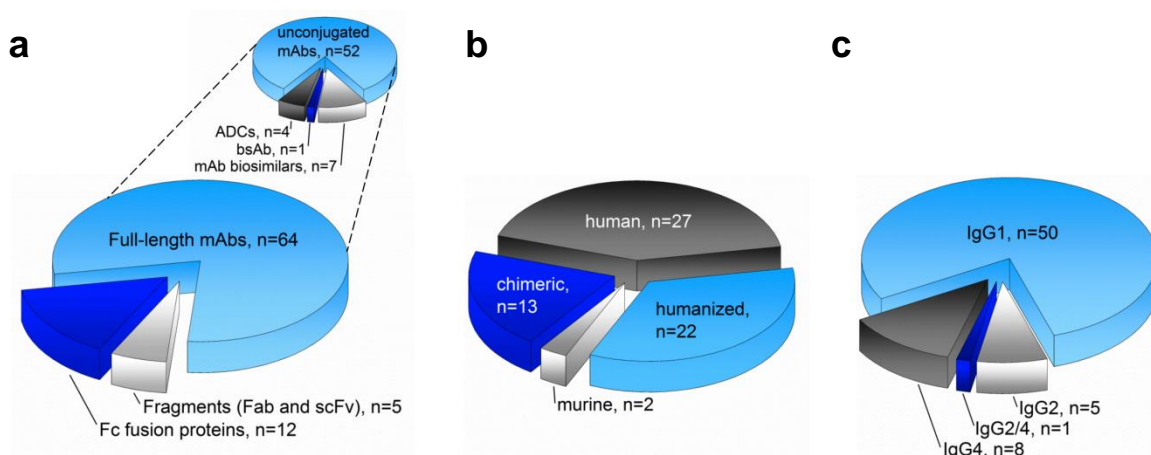 a
unconjugated
mAbs, n=52
ADCs, n=4
bsAb, n=1
mAb biosimilars, n=7
Full-length mAbs, n=64
Fragments (Fab and scFv), n=5
Fc fusion proteins, n=12
b
human, n=27
chimeric,
n=13
humanized,
n=22
murine, n=2
c
IgG1, n=50
IgG2, n=5
IgG2/4, n=1
IgG4, n=8